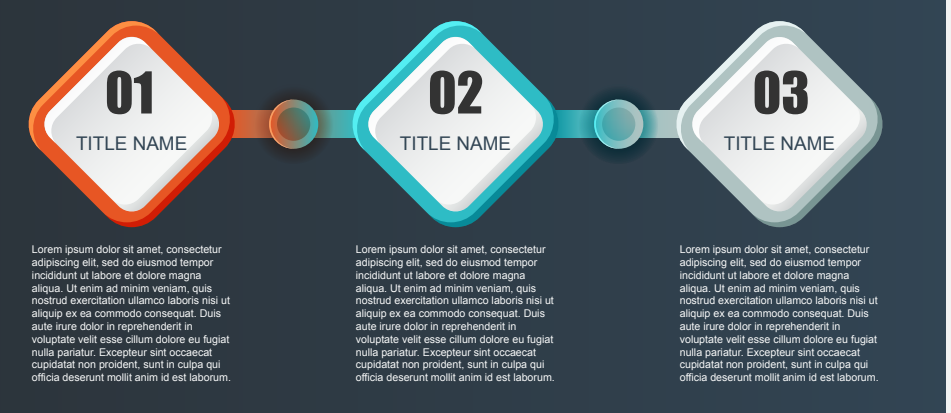 01
TITLE NAME
02
TITLE NAME
03
TITLE NAME
Lorem ipsum dolor sit amet, consectetur
adipiscing elit, sed do eiusmod tempor
incididunt ut labore et dolore magna
aliqua. Ut enim ad minim veniam, quis
nostrud exercitation ullamco laboris nisi ut
aliquip ex ea commodo consequat. Duis
aute irure dolor in reprehenderit in
voluptate velit esse cillum dolore eu fugiat
nulla pariatur. Excepteur sint occaecat
cupidatat non proident, sunt in culpa qui
officia deserunt mollit anim id est laborum.
Lorem ipsum dolor sit amet, consectetur
adipiscing elit, sed do eiusmod tempor
incididunt ut labore et dolore magna
aliqua. Ut enim ad minim veniam, quis
nostrud exercitation ullamco laboris nisi ut
aliquip ex ea commodo consequat. Duis
aute irure dolor in reprehenderit in
voluptate velit esse cillum dolore eu fugiat
nulla pariatur. Excepteur sint occaecat
cupidatat non proident, sunt in culpa qui
officia deserunt mollit anim id est laborum.
Lorem ipsum dolor sit amet, consectetur
adipiscing elit, sed do eiusmod tempor
incididunt ut labore et dolore magna
aliqua. Ut enim ad minim veniam, quis
nostrud exercitation ullamco laboris nisi ut
aliquip ex ea commodo consequat. Duis
aute irure dolor in reprehenderit in
voluptate velit esse cillum dolore eu fugiat
nulla pariatur. Excepteur sint occaecat
cupidatat non proident, sunt in culpa qui
officia deserunt mollit anim id est laborum.